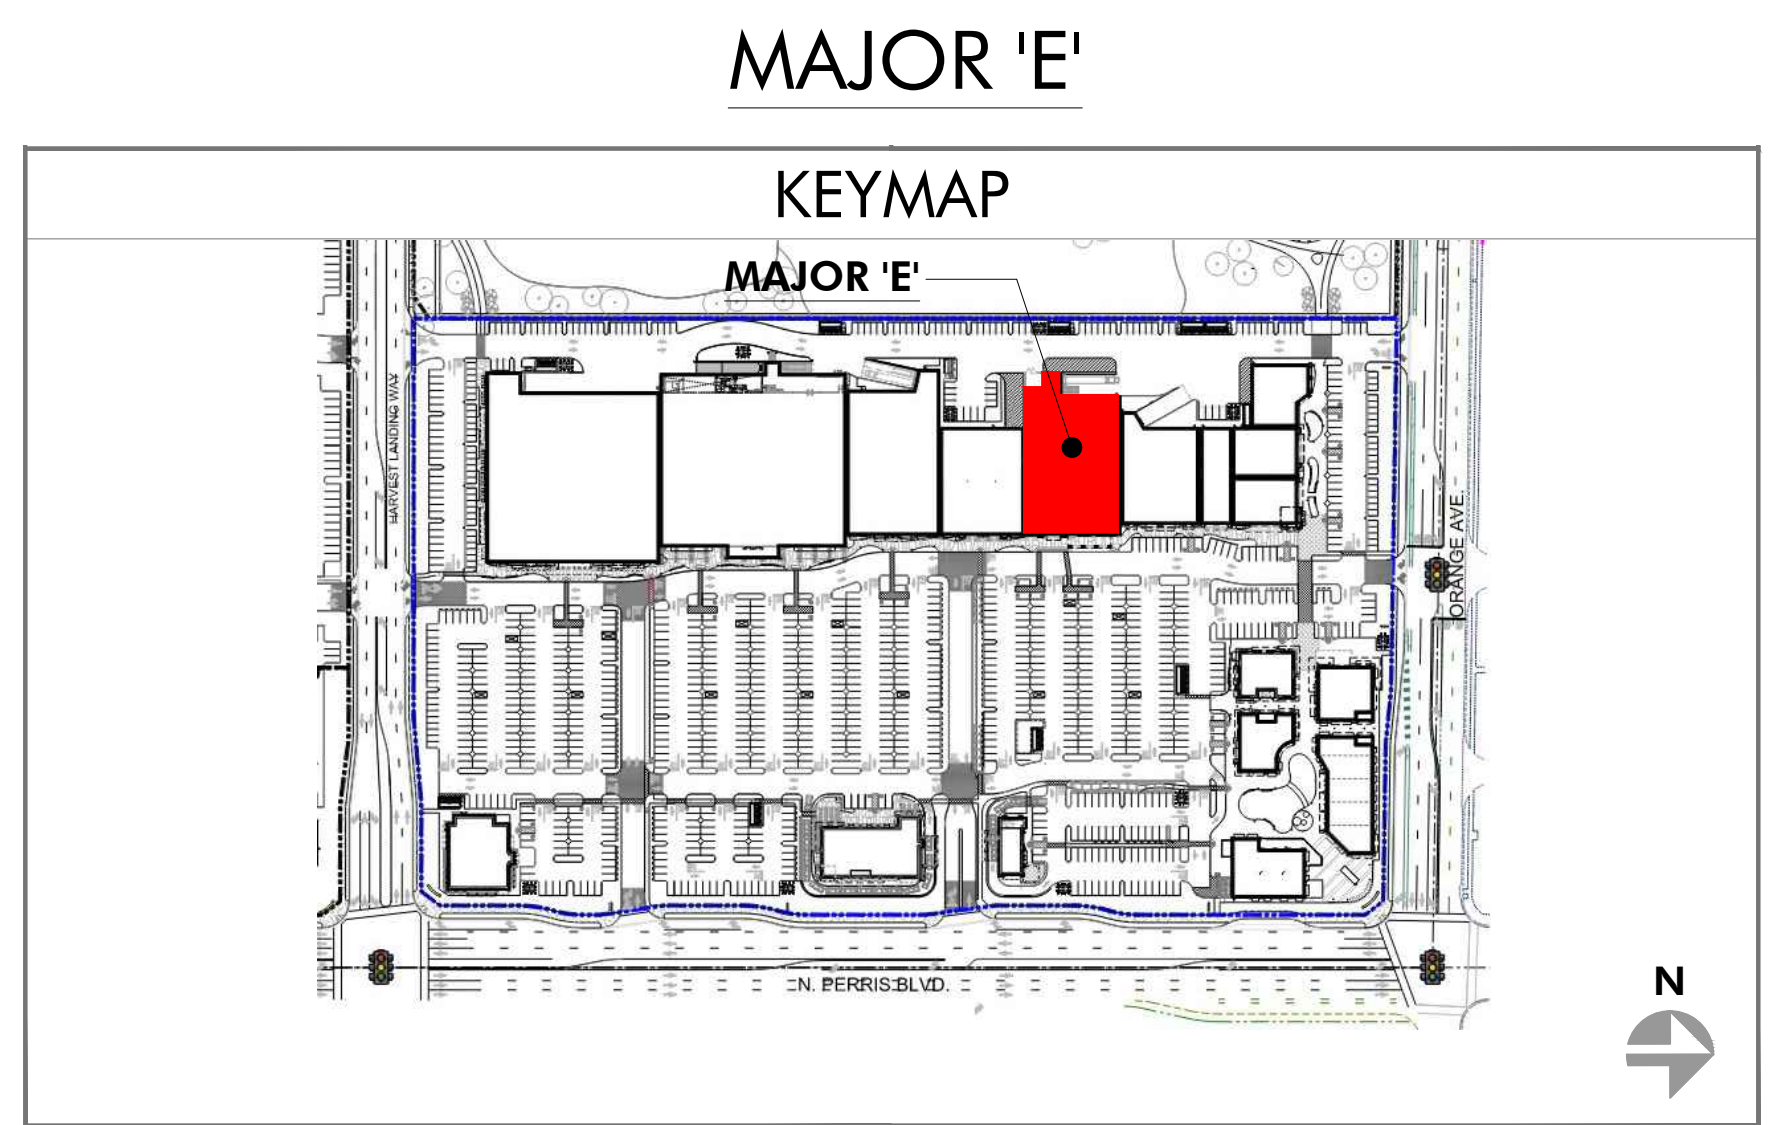 MAJOR 'E'
KEYMAP
MAJOR 'E'
HARVEST LANDING WAY
ORANGE AVE.
N. PERRIS BLVD.
N